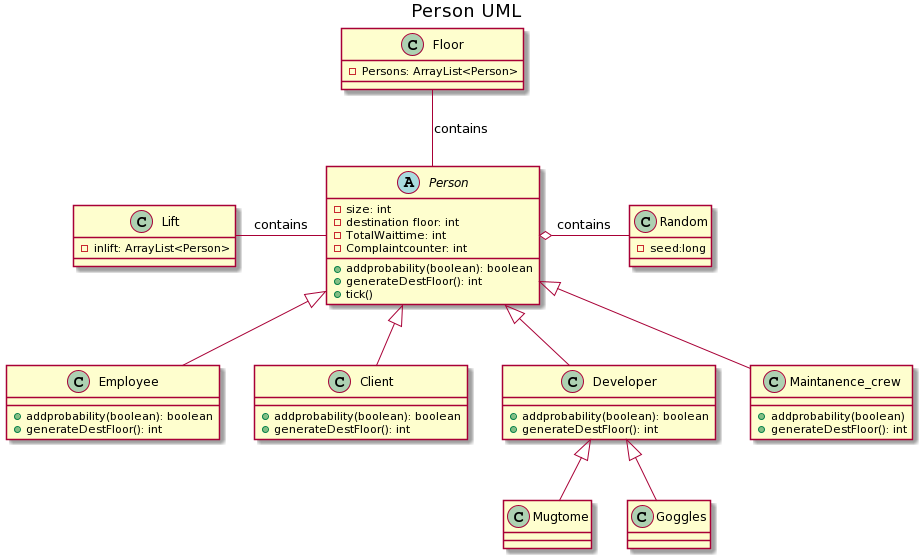 Person UML
C Floor
Persons: ArrayList<Person>
contains
A Person
size: int
destination floor: int
TotalWaittime: int
Complaintcounter: int
addprobability(boolean): boolean
generateDestFloor(): int
tick()
C Lift
inlift: ArrayList<Person>
contains
contains
C Random
seed:long
C Employee
addprobability(boolean): boolean
generateDestFloor(): int
C Client
addprobability(boolean): boolean
generateDestFloor(): int
C Developer
addprobability(boolean): boolean
generateDestFloor(): int
C Maintanence_crew
addprobability(boolean)
generateDestFloor(): int
C Mugtome
C Goggles